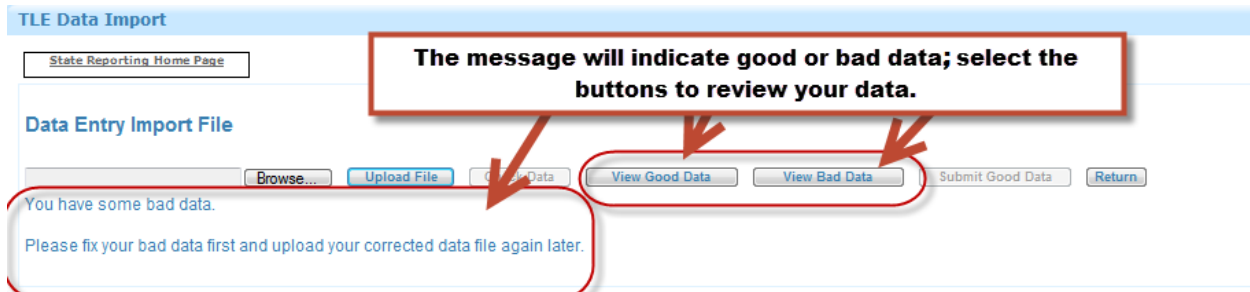 TLE Data Import
State Reporting Home Page
The message will indicate good or bad data; select the
buttons to review your data.
Data Entry Import File
Browse... Upload File Data View Good Data View Bad Data Submit Good Data Return
You have some bad data.
Please fix your bad data first and upload your corrected data file again later.